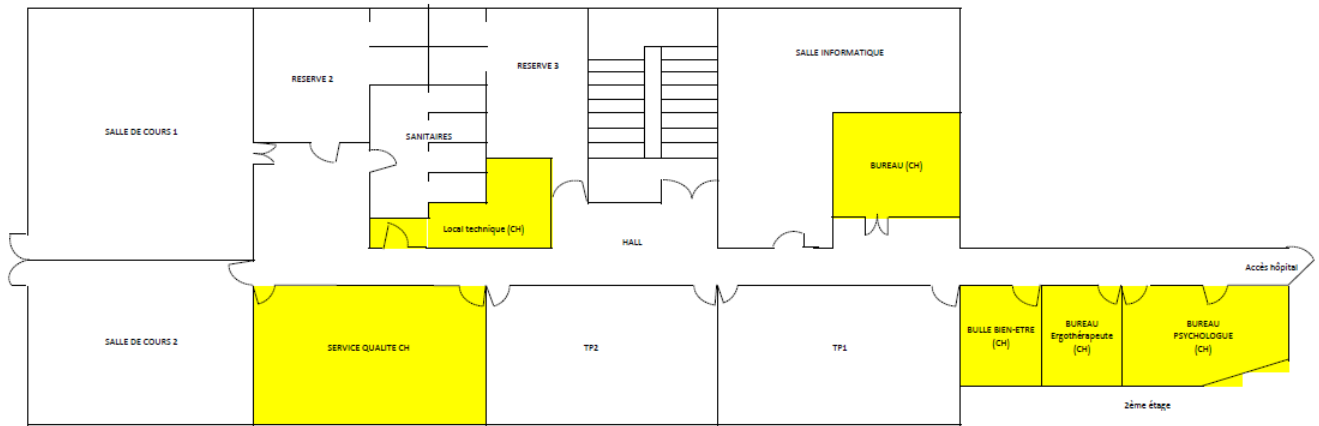 SALLE DE COURS 1
RESERVE 2
SANITAIRES
RESERVE 3
SALLE INFORMATIQUE
BUREAU (CH)
Local technique (CH)
HALL
Accès hôpital
SALLE DE COURS 2
SERVICE QUALITE CH
TP2
TP1
BULLE BIEN-ETRE
(CH)
BUREAU
Ergothérapeute
(CH)
BUREAU
PSYCHOLOGUE
(CH)
2ème étage